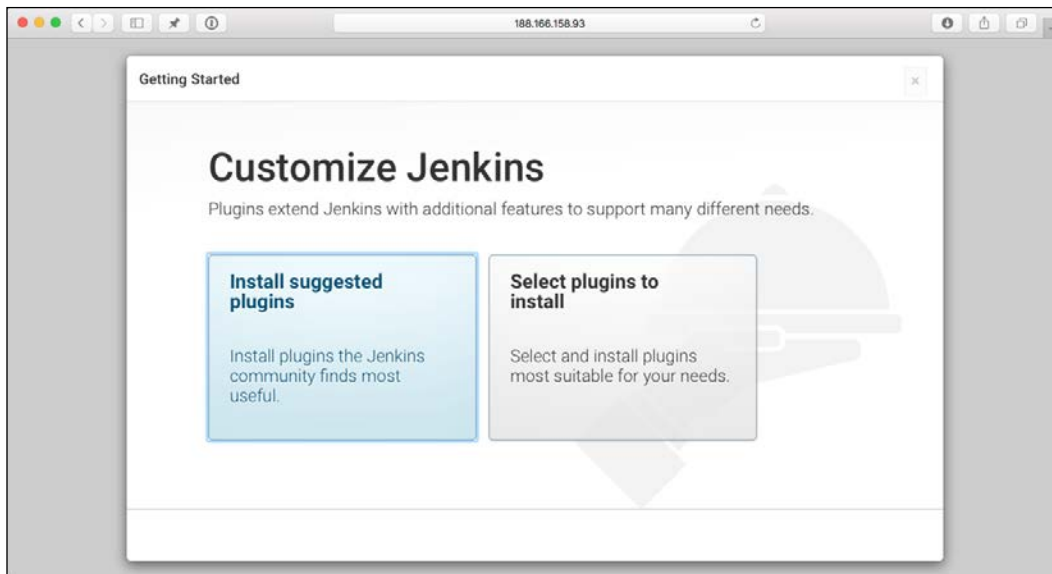 188.166.158.93
Getting Started
Customize Jenkins
Plugins extend Jenkins with additional features to support many different needs.
Install suggested
plugins
Install plugins the Jenkins
community finds most
useful.
Select plugins to
install
Select and install plugins
most suitable for your needs.